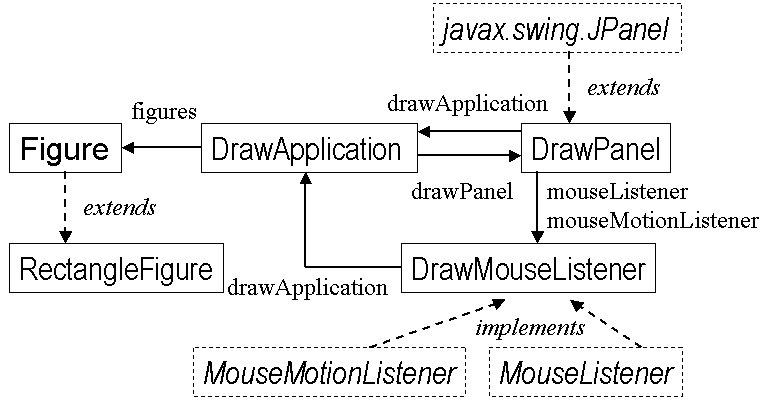 javax.swing.JPanel
extends
drawApplication
figures
Figure
DrawApplication
DrawPanel
drawPanel
mouseListener
mouseMotionListener
extends
RectangleFigure
drawApplication
DrawMouseListener
implements
MouseMotionListener
MouseListener